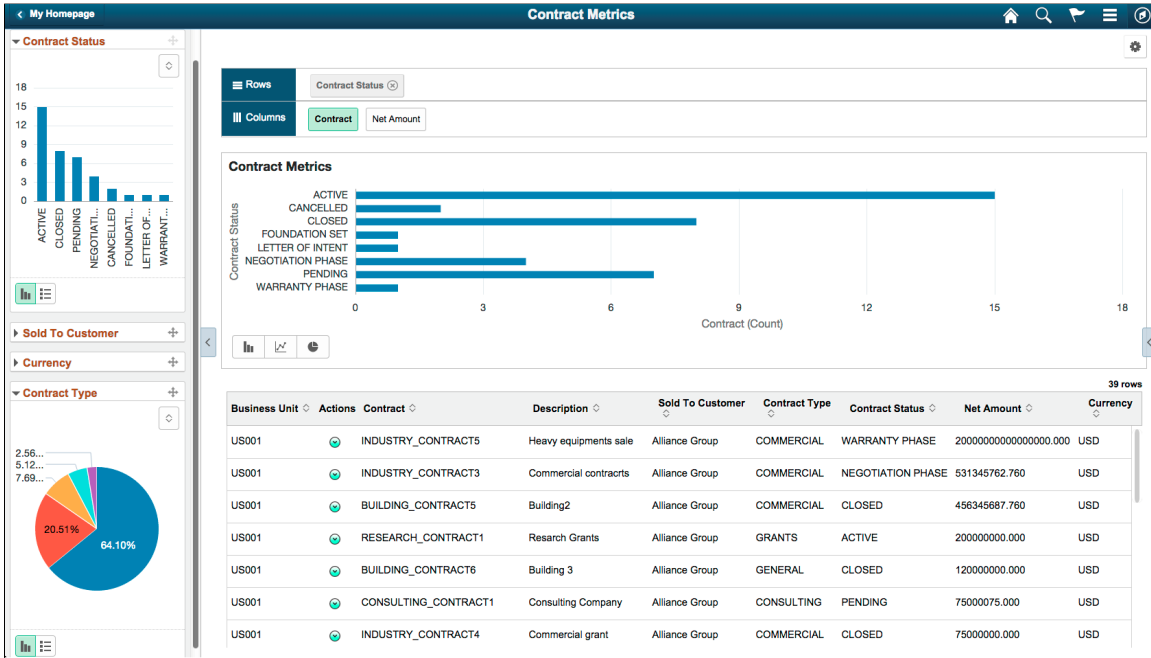 My Homepage
Contract Metrics
Contract Status
18
15
12
9
6
3
0
ACTIVE
CLOSED
PENDING
NEGOTIATI...
CANCELLED
FOUNDATI...
LETTER OF...
WARRANT...
Sold To Customer
Currency
Contract Type
2.56...
5.12...
7.69...
20.51%
64.10%
Rows
Contract Status
Columns
Contract Net Amount
Contract Metrics
Contract Status
ACTIVE
CANCELLED
CLOSED
FOUNDATION SET
LETTER OF INTENT
NEGOTIATION PHASE
PENDING
WARRANTY PHASE
0 3 6 9 12 15 18
Contract (Count)
39 rows
Business Unit Actions Contract Description Sold To Customer Contract Type Contract Status Net Amount Currency
US001 INDUSTRY_CONTRACT5 Heavy equipments sale Alliance Group COMMERCIAL WARRANTY PHASE 2000000000000000.000 USD
US001 INDUSTRY_CONTRACT3 Commercial contracrts Alliance Group COMMERCIAL NEGOTIATION PHASE 531345762.760 USD
US001 BUILDING_CONTRACT5 Building2 Alliance Group COMMERCIAL CLOSED 456345687.760 USD
US001 RESEARCH_CONTRACT1 Resarch Grants Alliance Group GRANTS ACTIVE 200000000.000 USD
US001 BUILDING_CONTRACT6 Building 3 Alliance Group GENERAL CLOSED 120000000.000 USD
US001 CONSULTING_CONTRACT1 Consulting Company Alliance Group CONSULTING PENDING 75000075.000 USD
US001 INDUSTRY_CONTRACT4 Commercial grant Alliance Group COMMERCIAL CLOSED 75000000.000 USD